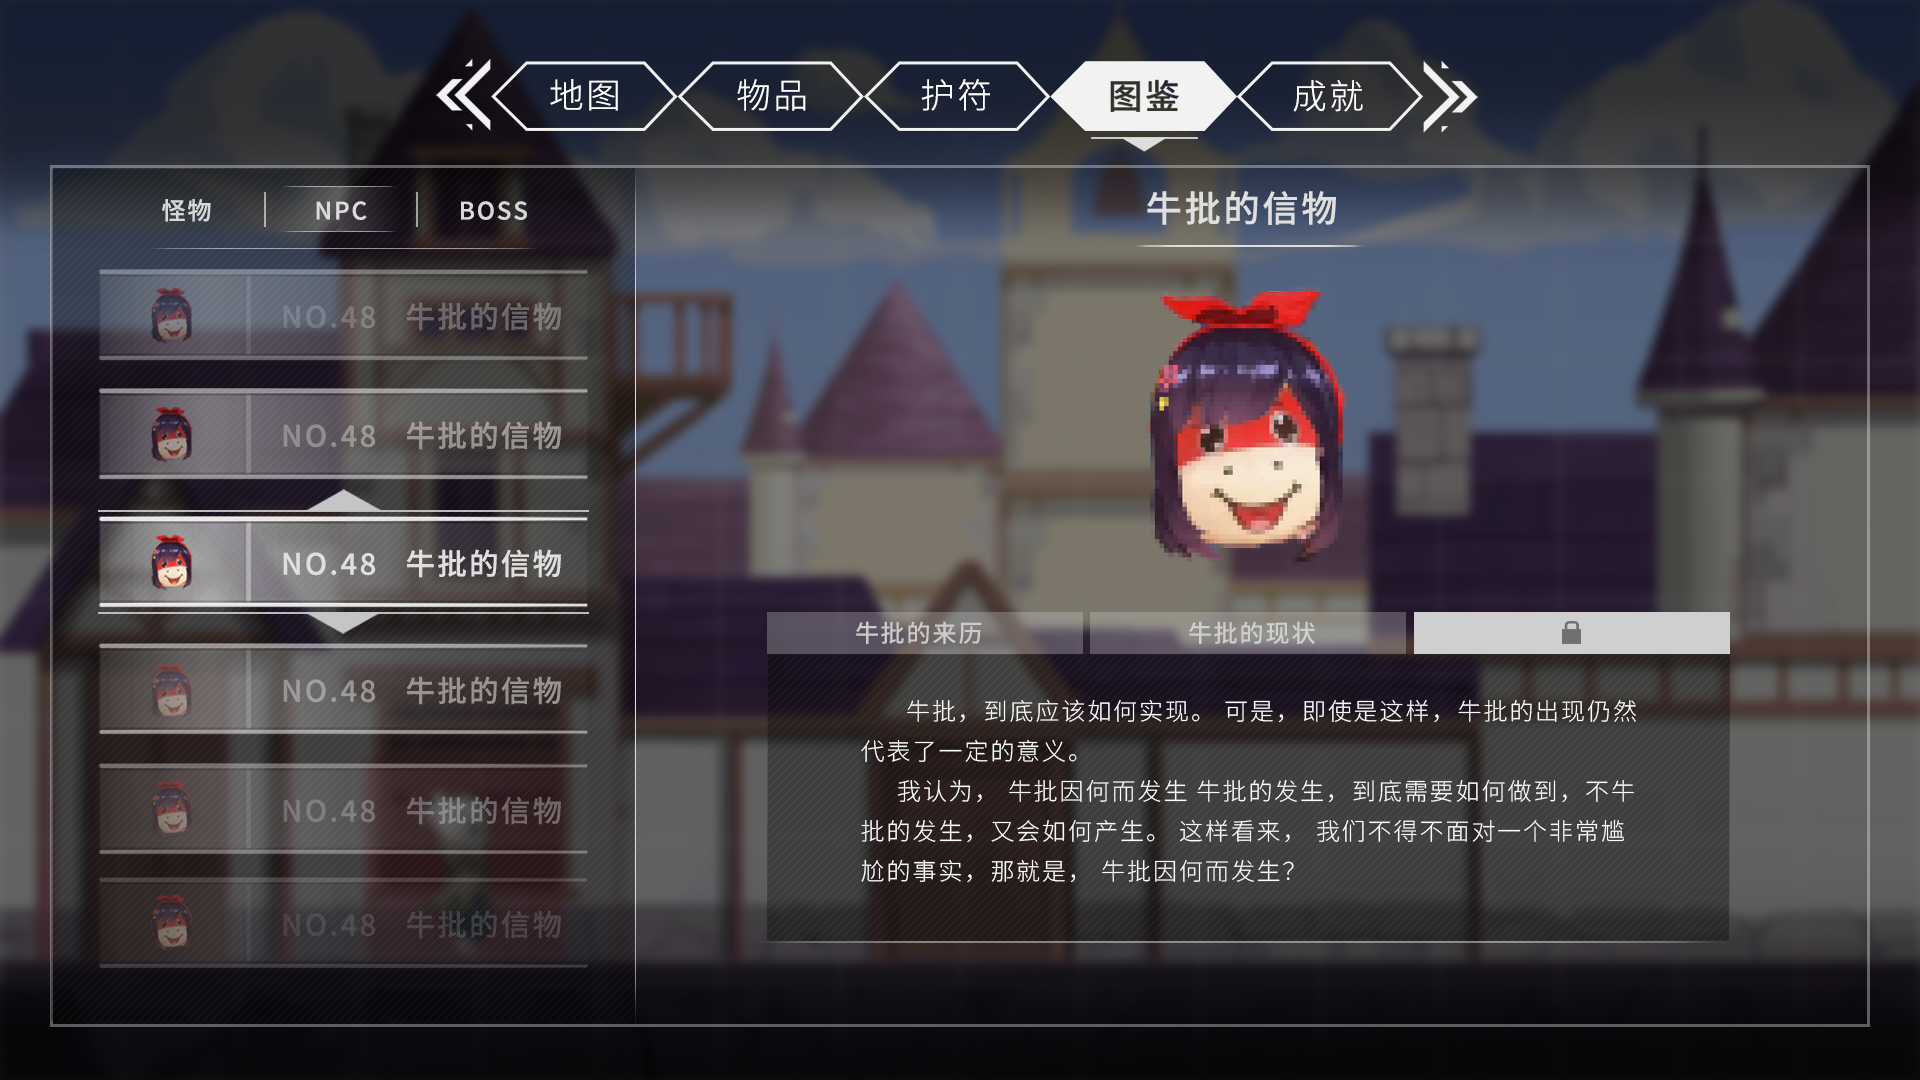 地图
物品
护符
图鉴
成就
怪物
NPC
BOSS
牛批的信物
NO.48 牛批的信物
NO.48 牛批的信物
NO.48 牛批的信物
NO.48 牛批的信物
NO.48 牛批的信物
NO.48 牛批的信物
牛批的来历
牛批的现状
牛批，到底应该如何实现。 可是，即使是这样，牛批的出现仍然
代表了一定的意义。
我认为， 牛批因何而发生 牛批的发生，到底需要如何做到，不牛
批的发生，又会如何产生。 这样看来， 我们不得不面对一个非常尴
尬的事实，那就是， 牛批因何而发生？